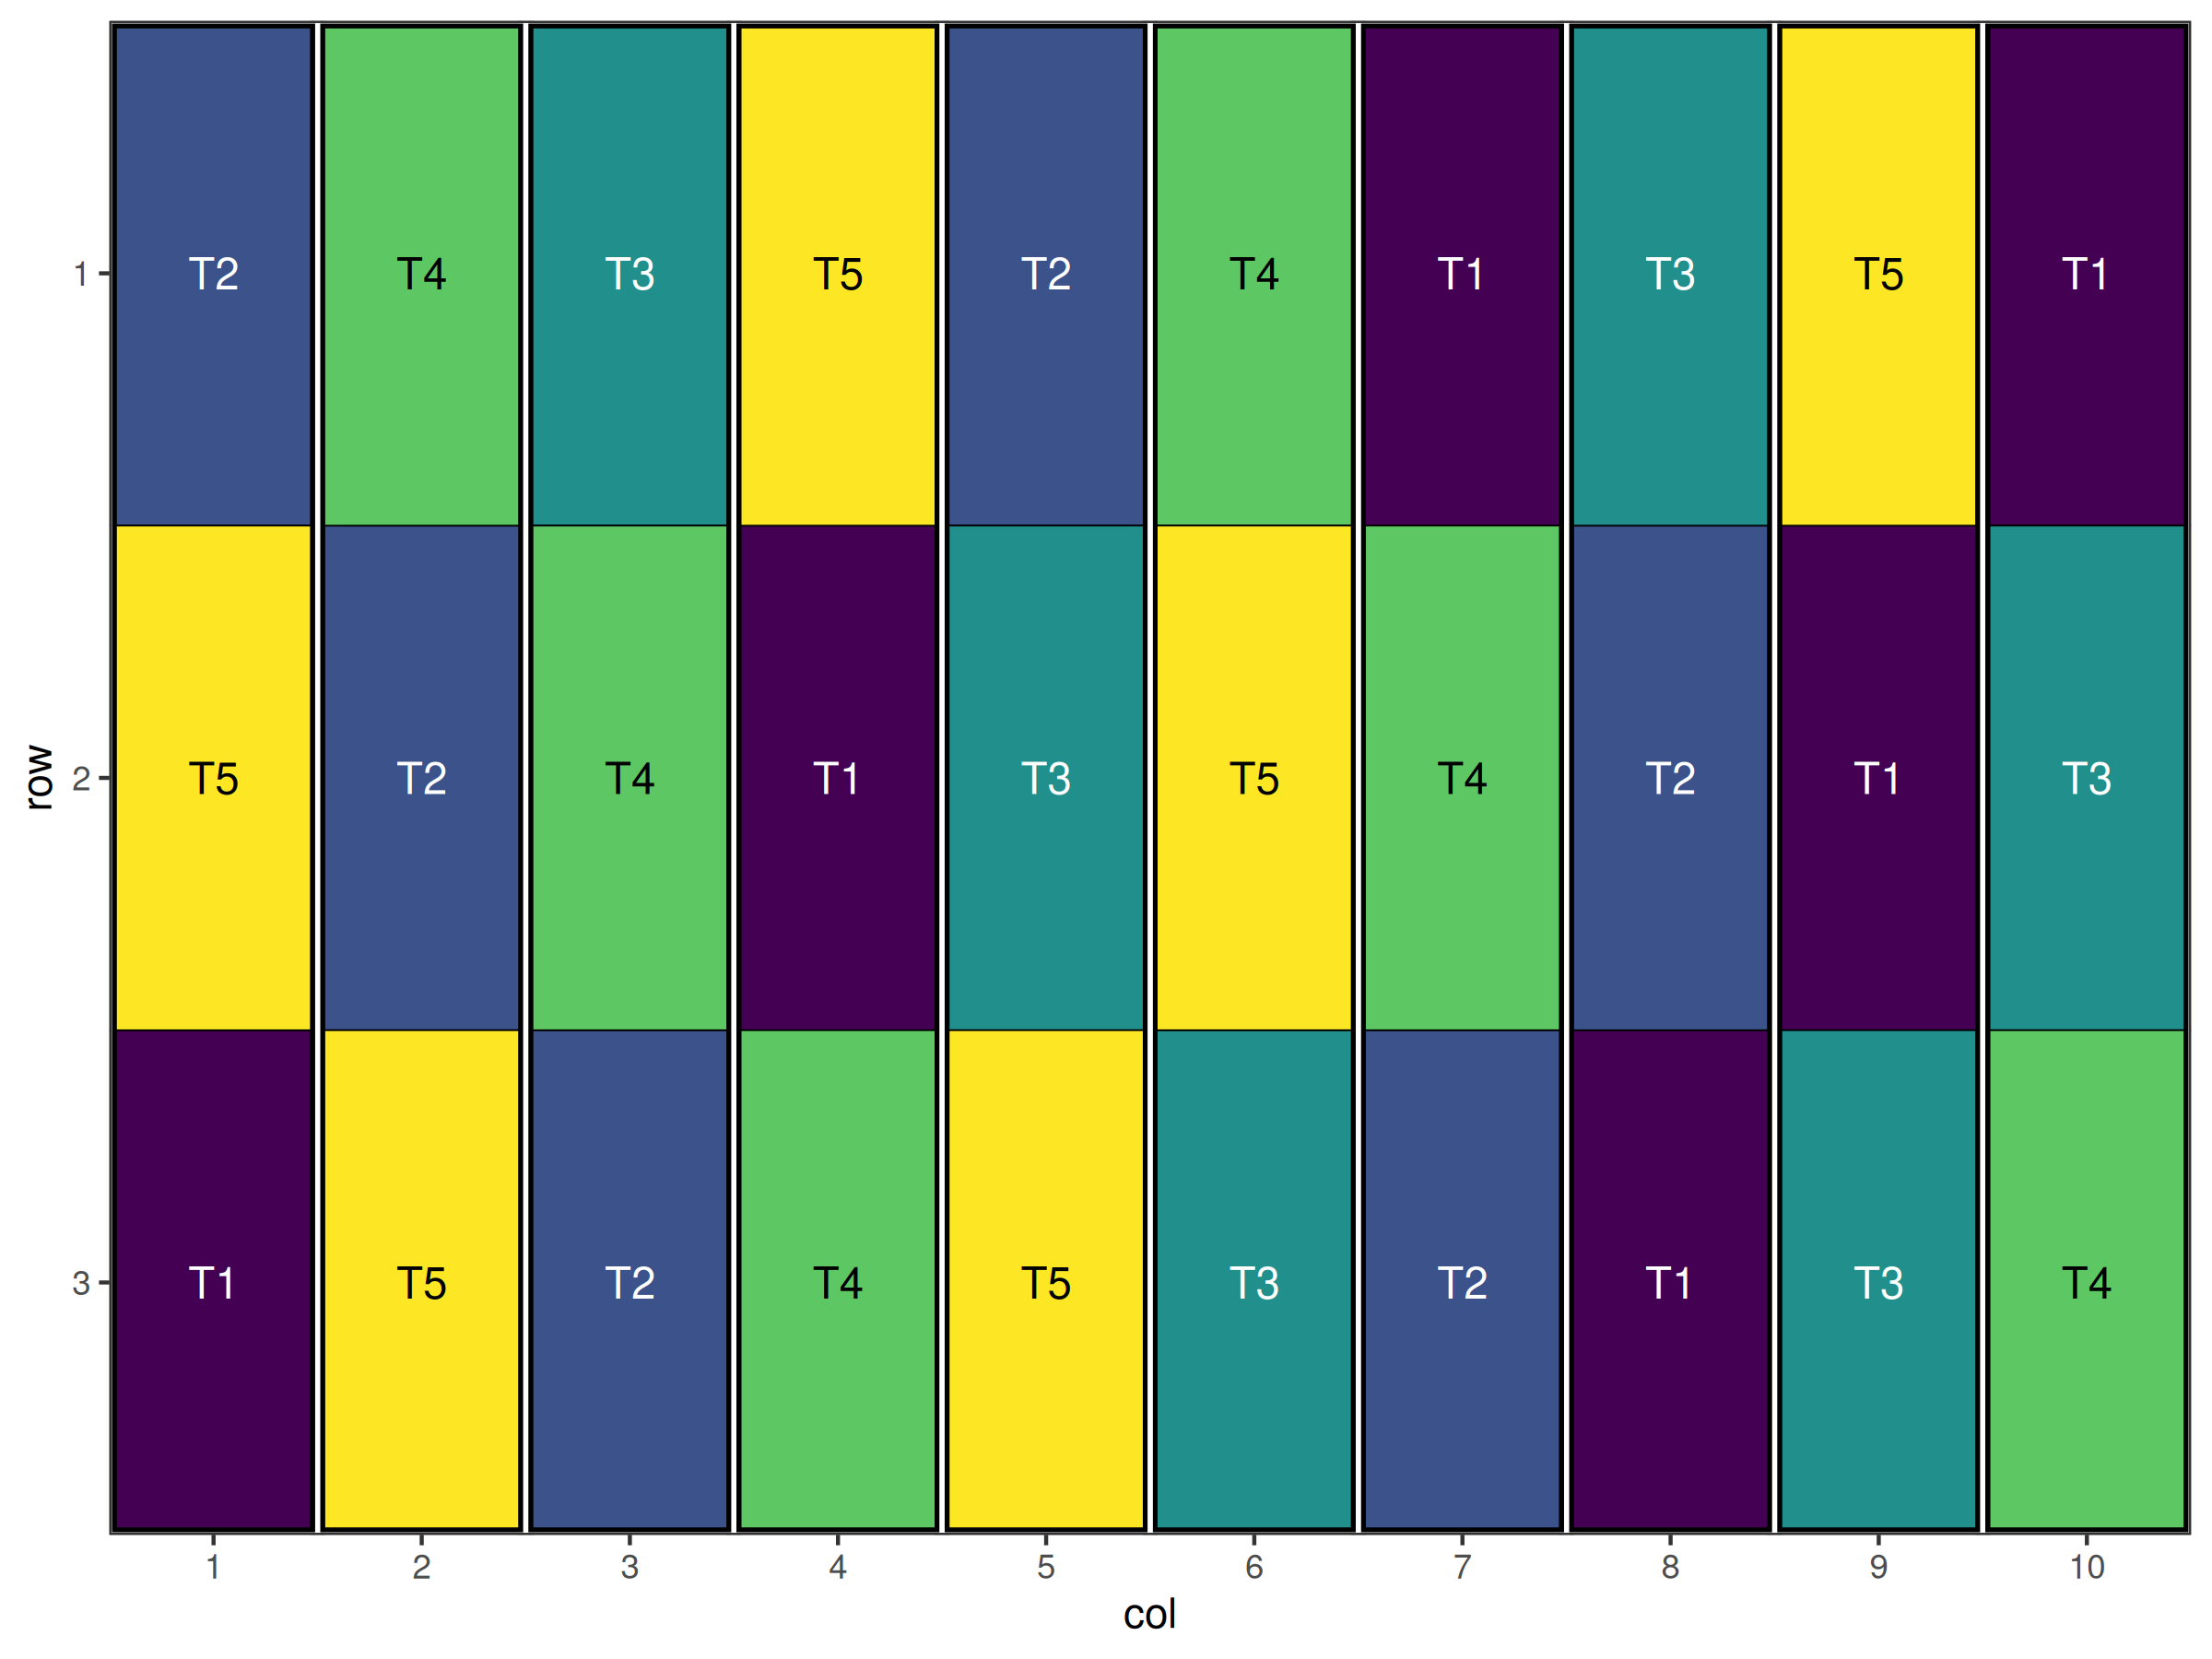 1 T2 T4 T3 T5 T2 T4 T1 T3 T5 T1
row
2 T5 T2 T4 T1 T3 T5 T4 T2 T1 T3
3 T1 T5 T2 T4 T5 T3 T2 T1 T3 T4
1 2 3 4 5 6 7 8 9 10
col